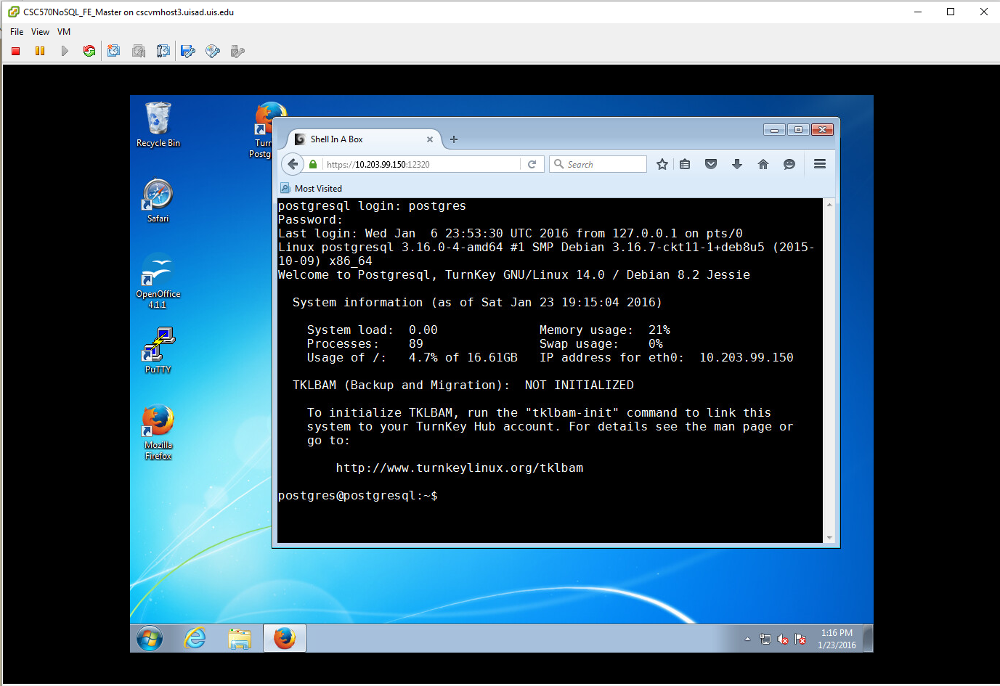 CSC570NoSQL_FE_Master on cscvmhost3.uisad.uis.edu
File View VM
Recycle Bin
Turn
Postg
Safari
OpenOffice
4.1.1
PuTTY
Mozilla
Firefox
Shell In A Box
https://10.203.99.150:12320
Search
Most Visited
postgresql login: postgres
Password:
Last login: Wed Jan  6 23:53:30 UTC 2016 from 127.0.0.1 on pts/0
Linux postgresql 3.16.0-4-amd64 #1 SMP Debian 3.16.7-ckt11-1+deb8u5 (2015-
10-09) x86_64
Welcome to Postgresql, TurnKey GNU/Linux 14.0 / Debian 8.2 Jessie
System information (as of Sat Jan 23 19:15:04 2016)
System load:  0.00              Memory usage:  21%
Processes:    89                Swap usage:    0%
Usage of /:   4.7% of 16.61GB   IP address for eth0:  10.203.99.150
TKLBAM (Backup and Migration):  NOT INITIALIZED
To initialize TKLBAM, run the "tklbam-init" command to link this
system to your TurnKey Hub account. For details see the man page or
go to:
http://www.turnkeylinux.org/tklbam
postgres@postgresql:~$
1:16 PM
1/23/2016